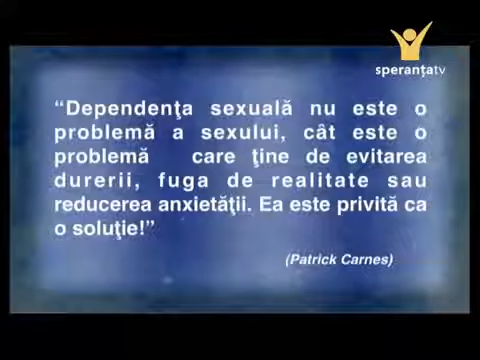 speranțatv
“Dependenţa sexuală nu este o
problemă a sexului, cât este o
problemă care ţine de evitarea
durerii, fuga de realitate sau
reducerea anxietăţii. Ea este privită ca
o soluţie!”
(Patrick Carnes)